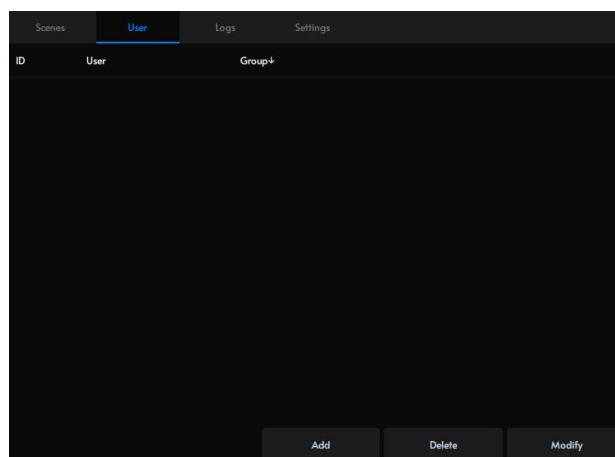 Scenes User Logs Settings
ID User Group↓
Add Delete Modify